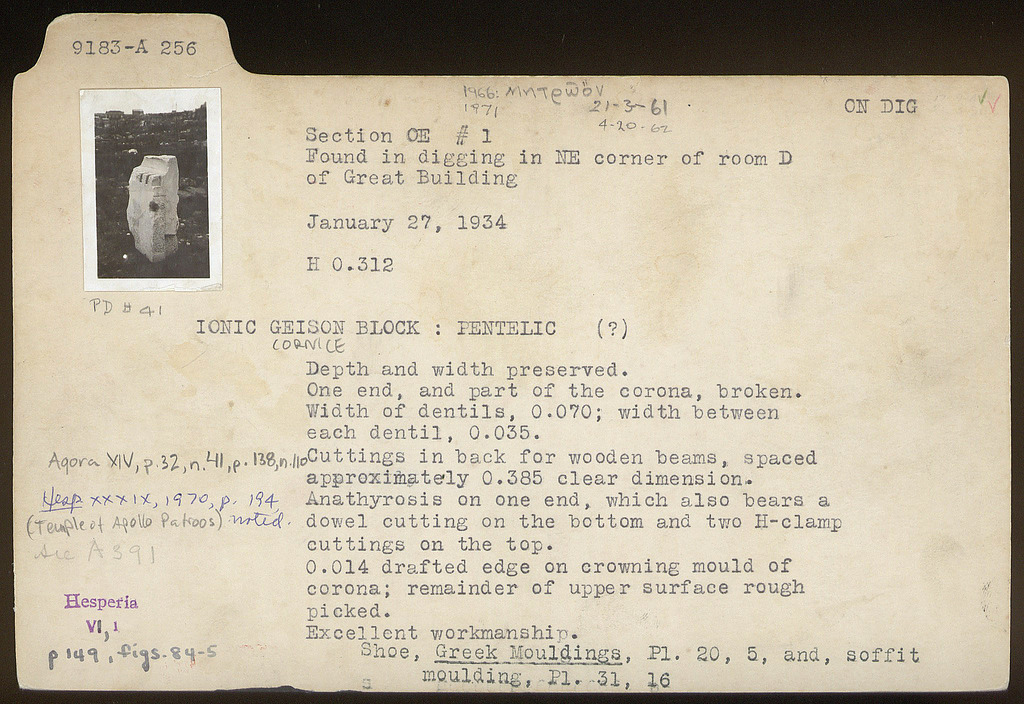 9183-A 256
1966: Μητρῶον
1971
21-3-61
4-20-62
ON DIG
Section OE # 1
Found in digging in NE corner of room D
of Great Building
January 27, 1934
H 0.312
PD # 41
IONIC GEISON BLOCK : PENTELIC (?)
CORNICE
Depth and width preserved.
One end, and part of the corona, broken.
Width of dentils, 0.070; width between
each dentil, 0.035.
Cuttings in back for wooden beams, spaced
approximately 0.385 clear dimension.
Anathyrosis on one end, which also bears a
dowel cutting on the bottom and two H-clamp
cuttings on the top.
0.014 drafted edge on crowning mould of
corona; remainder of upper surface rough
picked.
Excellent workmanship.
Shoe, Greek Mouldings, Pl. 20, 5, and, soffit
moulding, Pl. 31, 16
Agora XIV, p.32, n.41, p.138, n.110
Hesp XXXIX, 1970, p. 194
(Temple of Apollo Patroos) noted.
See A 391
Hesperia
VI, 1
p 149, figs. 84-5